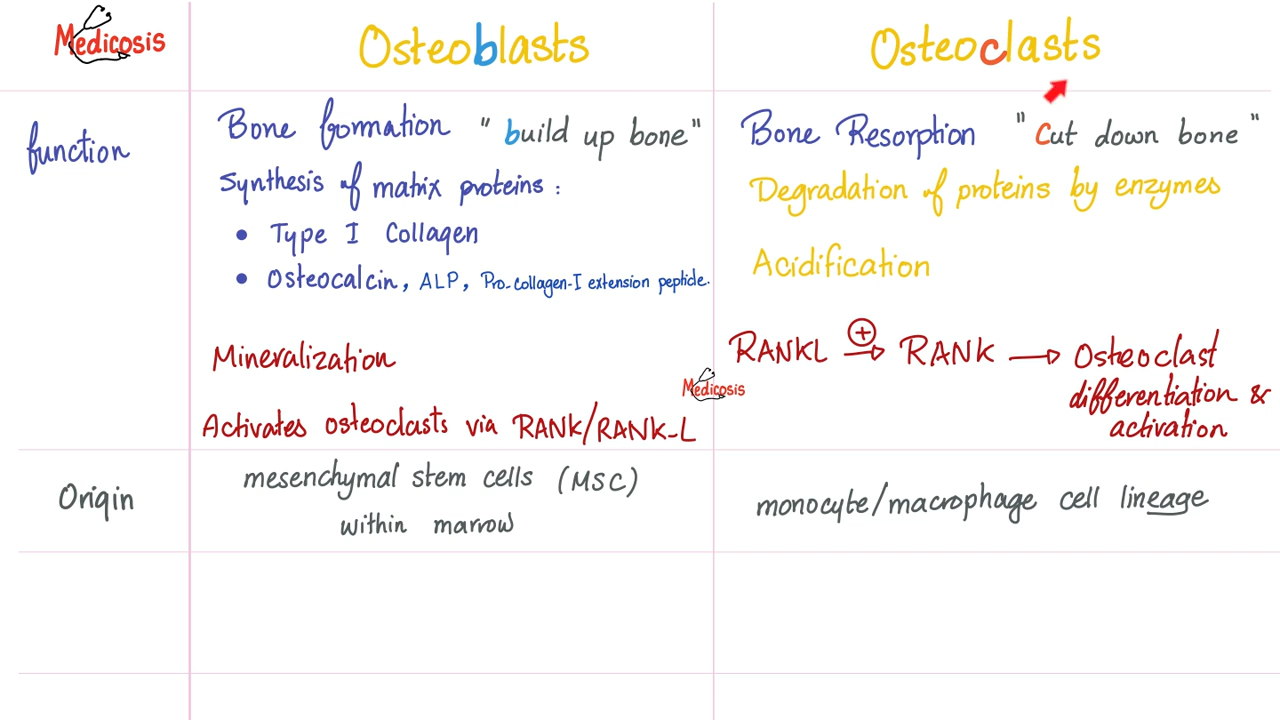 Medicosis
Osteoblasts
Osteoclasts
function
Bone formation "build up bone"
Synthesis of matrix proteins :
• Type I Collagen
• Osteocalcin, ALP, Pro-collagen-I extension peptide.
Mineralization
Activates osteoclasts via RANK/RANK-L
Bone Resorption "Cut down bone"
Degradation of proteins by enzymes
Acidification
RANKL ⊕→ RANK → Osteoclast
differentiation &
activation
Medicosis
Origin
mesenchymal stem cells (MSC)
within marrow
monocyte/macrophage cell lineage